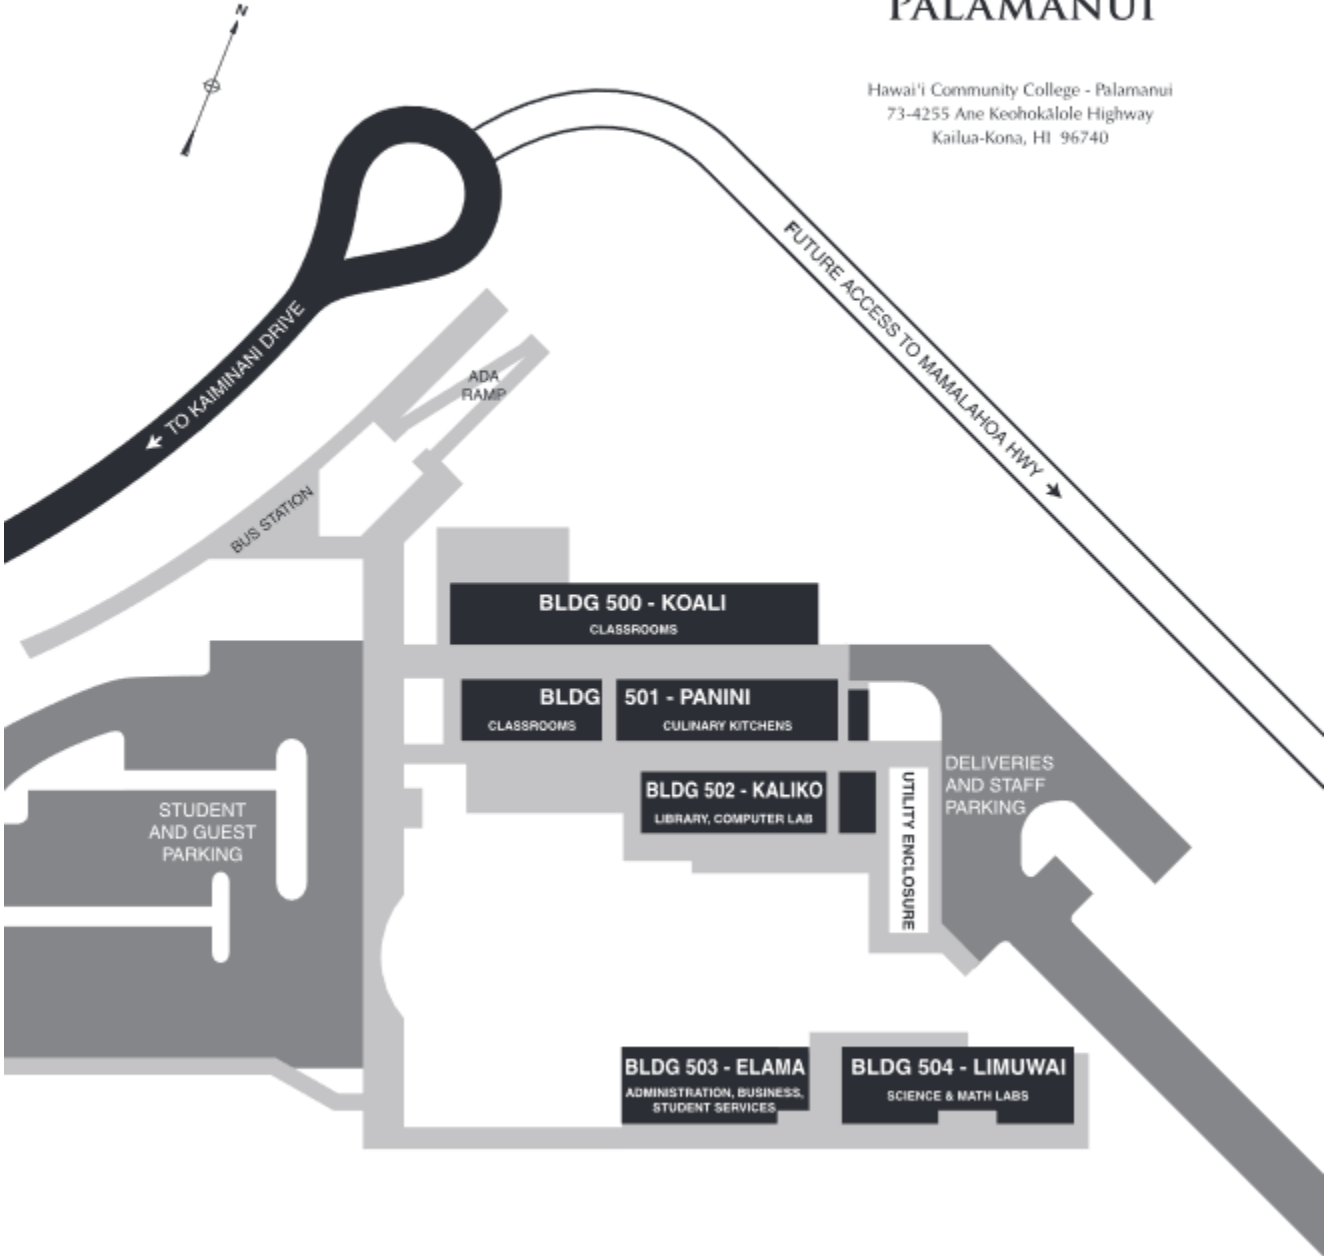 N
PALAMANUI
Hawai'i Community College - Palamanui
73-4255 Ane Keohokālole Highway
Kailua-Kona, HI 96740
FUTURE ACCESS TO MAMALAHOA HWY
TO KAIMINANI DRIVE
ADA
RAMP
BUS STATION
BLDG 500 - KOALI
CLASSROOMS
BLDG 501 - PANINI
CLASSROOMS
CULINARY KITCHENS
BLDG 502 - KALIKO
LIBRARY, COMPUTER LAB
UTILITY ENCLOSURE
DELIVERIES
AND STAFF
PARKING
STUDENT
AND GUEST
PARKING
BLDG 503 - ELAMA
ADMINISTRATION, BUSINESS,
STUDENT SERVICES
BLDG 504 - LIMUWAI
SCIENCE & MATH LABS